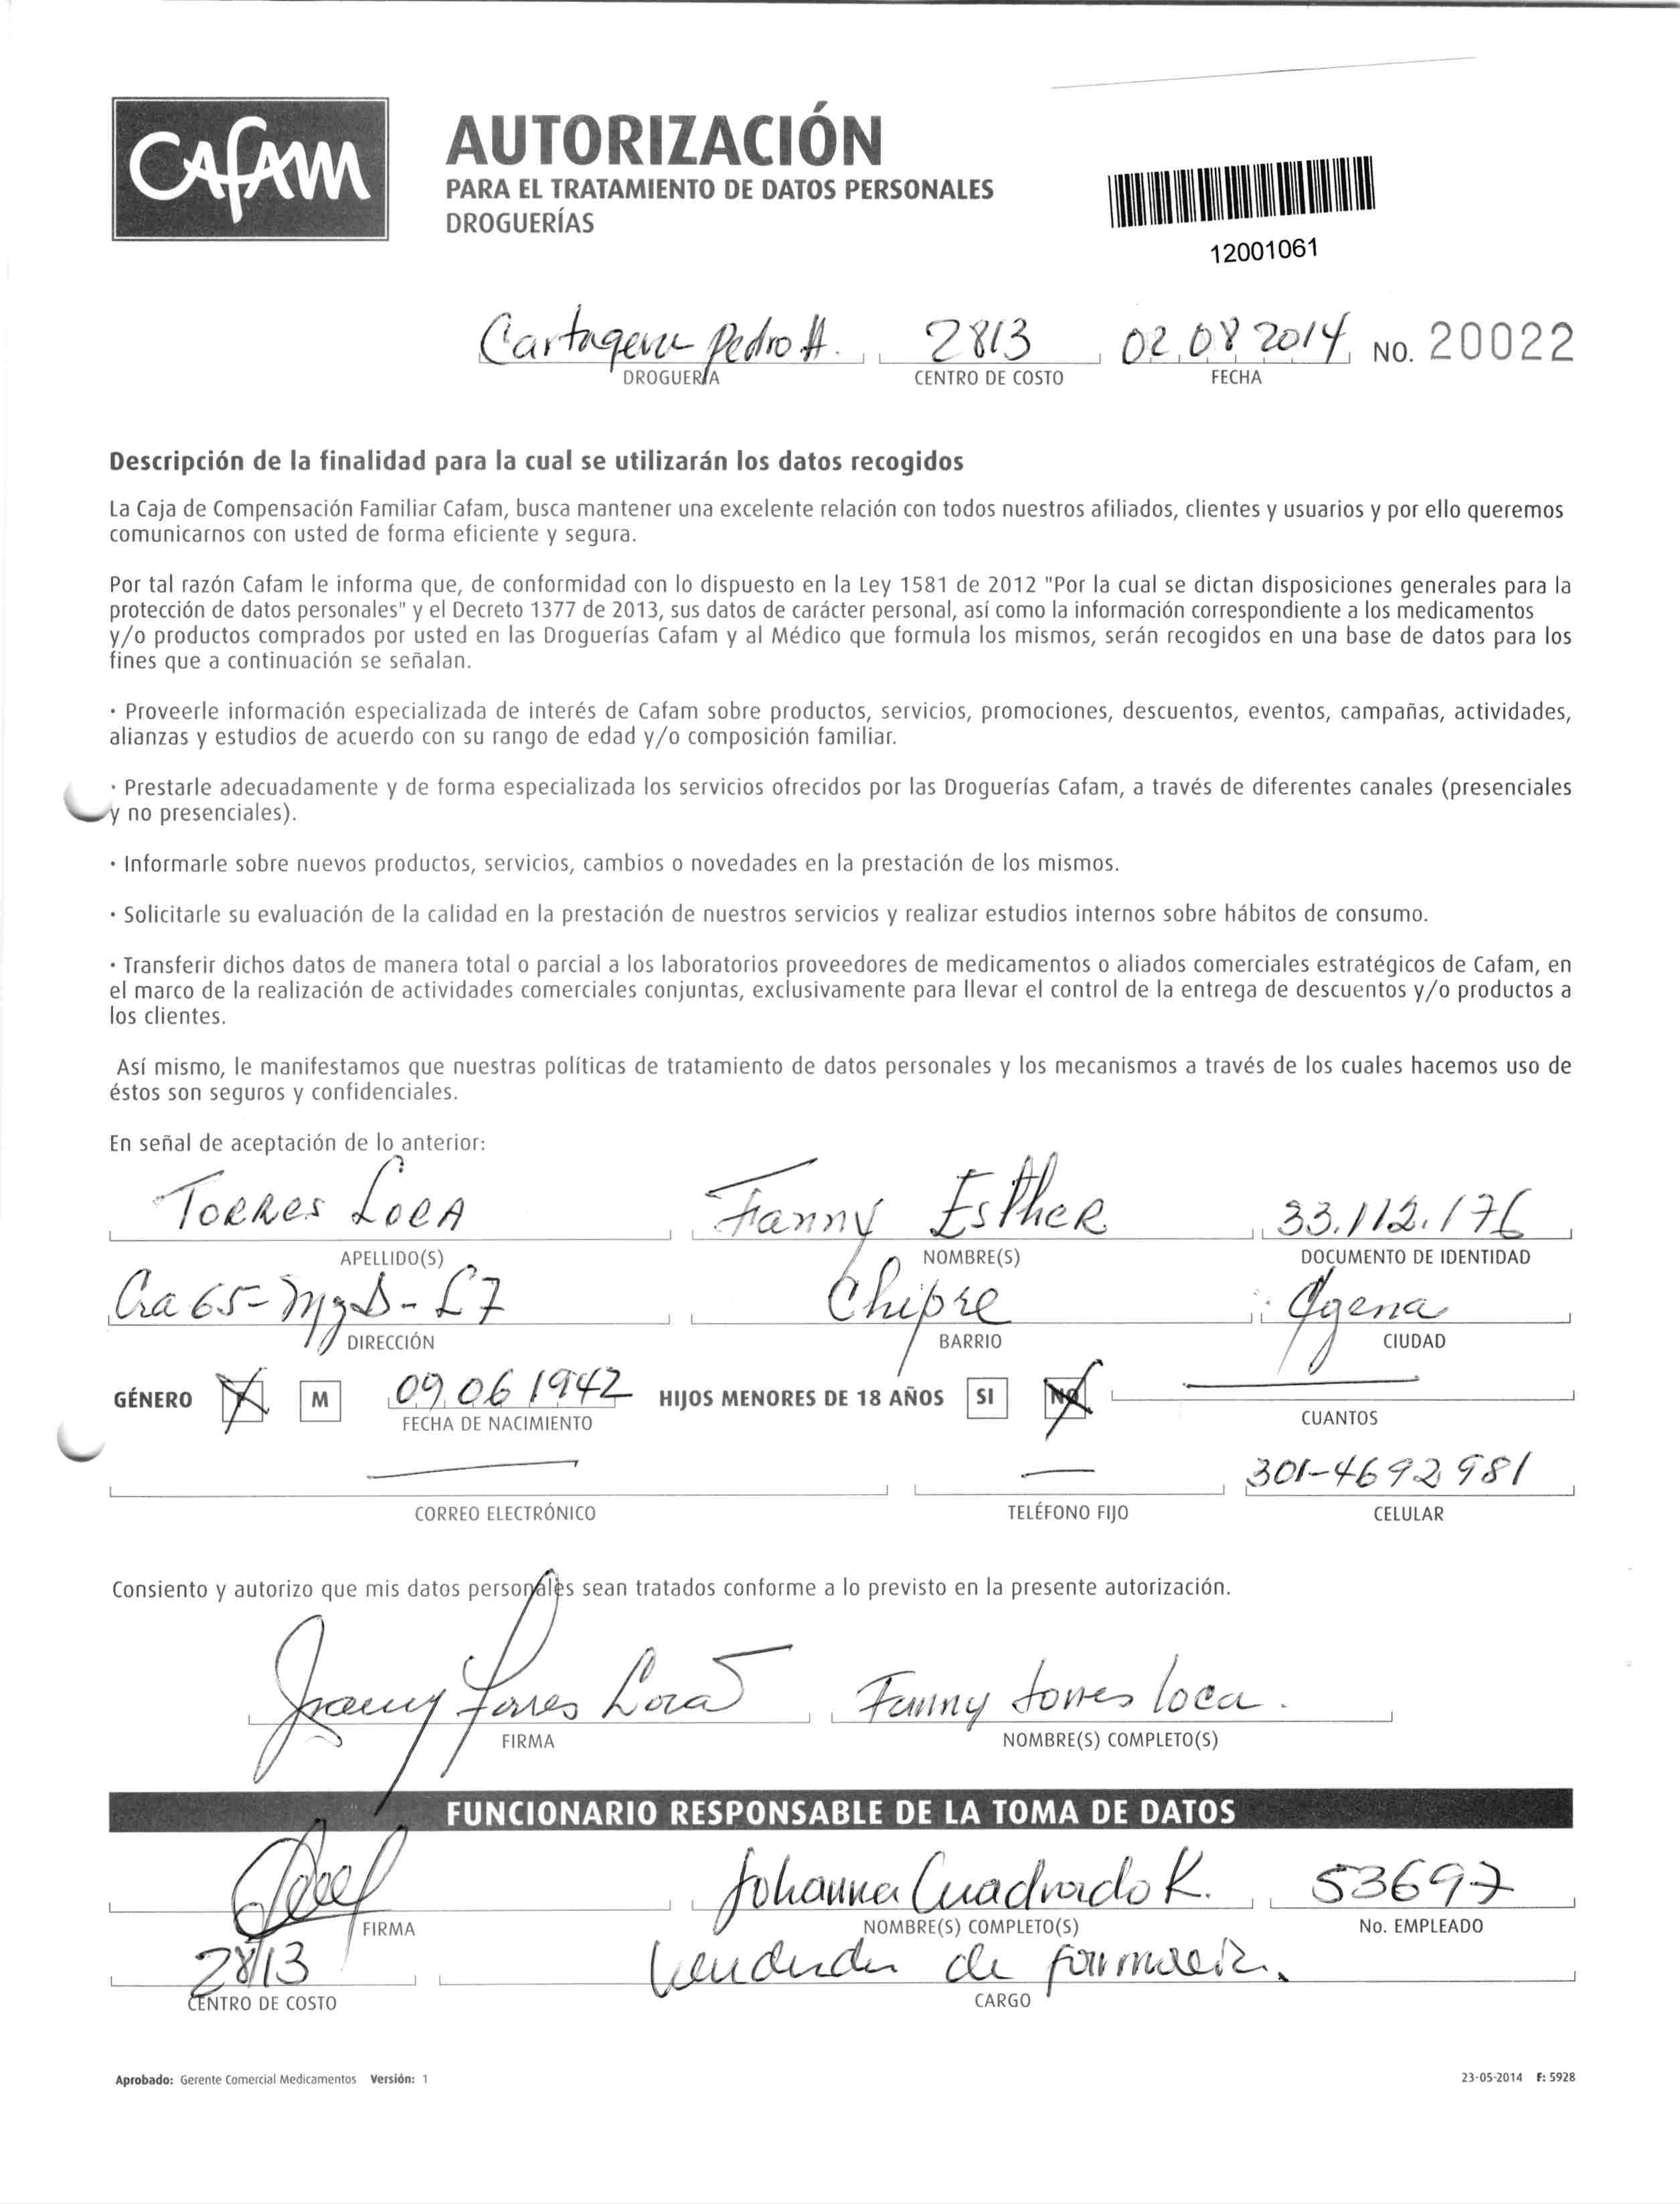 CAFAM
AUTORIZACIÓN
PARA EL TRATAMIENTO DE DATOS PERSONALES
DROGUERÍAS
12001061
Cartagena Pedro H. 2813 02 08 2014 NO. 20022
DROGUERÍA CENTRO DE COSTO FECHA
Descripción de la finalidad para la cual se utilizarán los datos recogidos
La Caja de Compensación Familiar Cafam, busca mantener una excelente relación con todos nuestros afiliados, clientes y usuarios y por ello queremos
comunicarnos con usted de forma eficiente y segura.
Por tal razón Cafam le informa que, de conformidad con lo dispuesto en la Ley 1581 de 2012 "Por la cual se dictan disposiciones generales para la
protección de datos personales" y el Decreto 1377 de 2013, sus datos de carácter personal, así como la información correspondiente a los medicamentos
y/o productos comprados por usted en las Droguerías Cafam y al Médico que formula los mismos, serán recogidos en una base de datos para los
fines que a continuación se señalan.
· Proveerle información especializada de interés de Cafam sobre productos, servicios, promociones, descuentos, eventos, campañas, actividades,
alianzas y estudios de acuerdo con su rango de edad y/o composición familiar.
· Prestarle adecuadamente y de forma especializada los servicios ofrecidos por las Droguerías Cafam, a través de diferentes canales (presenciales
y no presenciales).
· Informarle sobre nuevos productos, servicios, cambios o novedades en la prestación de los mismos.
· Solicitarle su evaluación de la calidad en la prestación de nuestros servicios y realizar estudios internos sobre hábitos de consumo.
· Transferir dichos datos de manera total o parcial a los laboratorios proveedores de medicamentos o aliados comerciales estratégicos de Cafam, en
el marco de la realización de actividades comerciales conjuntas, exclusivamente para llevar el control de la entrega de descuentos y/o productos a
los clientes.
Así mismo, le manifestamos que nuestras políticas de tratamiento de datos personales y los mecanismos a través de los cuales hacemos uso de
éstos son seguros y confidenciales.
En señal de aceptación de lo anterior:
Torres Lora Fanny Esther 33.112.176
APELLIDO(S) NOMBRE(S) DOCUMENTO DE IDENTIDAD
Cra 65-MzD-L7 Chipre Cgena
DIRECCIÓN BARRIO CIUDAD
GÉNERO M 09 06 1942 HIJOS MENORES DE 18 AÑOS SI NO
FECHA DE NACIMIENTO CUANTOS
301-4692981
CORREO ELECTRÓNICO TELÉFONO FIJO CELULAR
Consiento y autorizo que mis datos personales sean tratados conforme a lo previsto en la presente autorización.
Fanny Torres Lora Fanny torres loca.
FIRMA NOMBRE(S) COMPLETO(S)
FUNCIONARIO RESPONSABLE DE LA TOMA DE DATOS
Johanna Cuadrado K. 53697
FIRMA NOMBRE(S) COMPLETO(S) No. EMPLEADO
2813 Vendedor de farmacia.
CENTRO DE COSTO CARGO
Aprobado: Gerente Comercial Medicamentos Versión: 1 23-05-2014 F: 5928